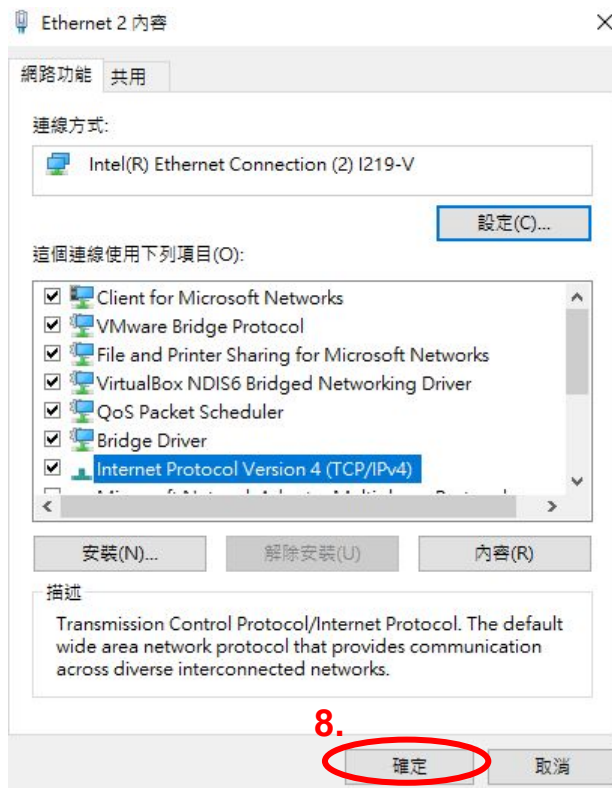 Ethernet 2 內容
網路功能 共用
連線方式:
Intel(R) Ethernet Connection (2) I219-V
設定(C)...
這個連線使用下列項目(O):
Client for Microsoft Networks
VMware Bridge Protocol
File and Printer Sharing for Microsoft Networks
VirtualBox NDIS6 Bridged Networking Driver
QoS Packet Scheduler
Bridge Driver
Internet Protocol Version 4 (TCP/IPv4)
安裝(N)... 解除安裝(U) 內容(R)
描述
Transmission Control Protocol/Internet Protocol. The default
wide area network protocol that provides communication
across diverse interconnected networks.
8.
確定 取消